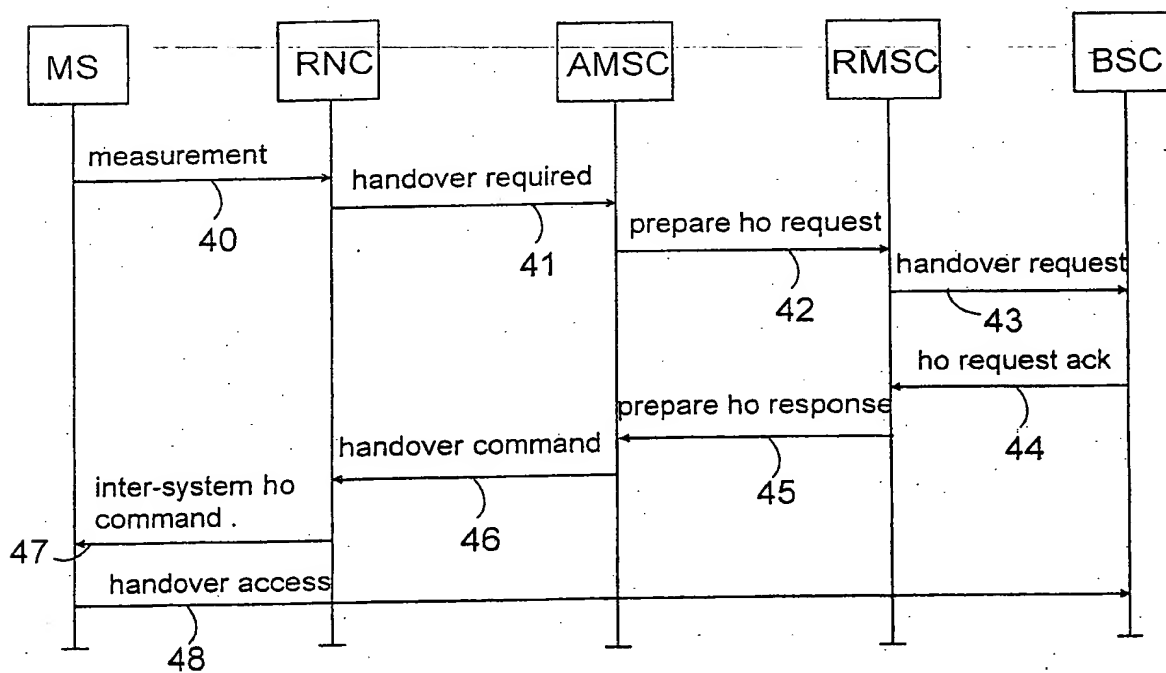 MS RNC AMSC RMSC BSC
measurement
40
handover required
41
prepare ho request
42
handover request
43
ho request ack
44
prepare ho response
45
handover command
46
inter-system ho
command .
47
handover access
48